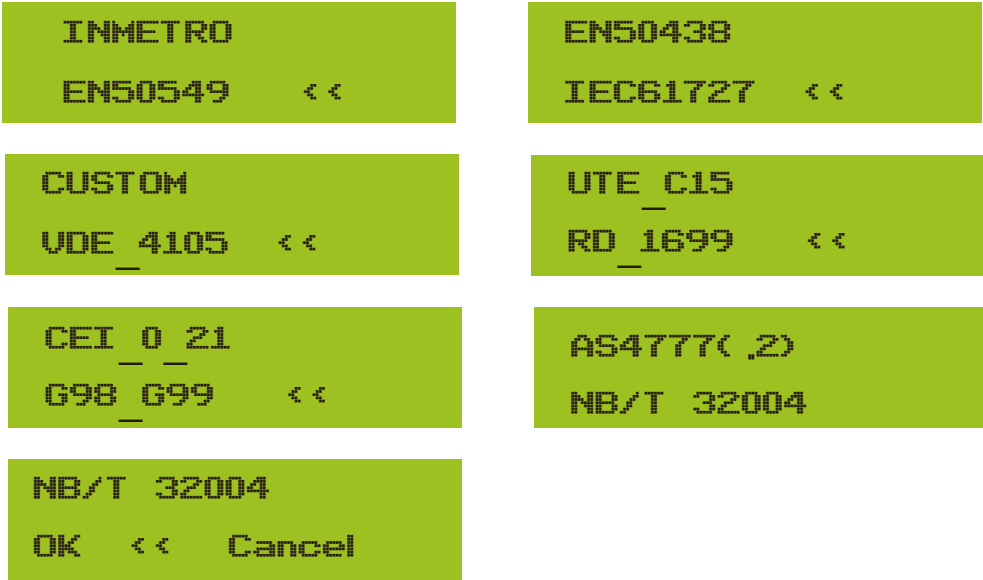 INMETRO
EN50549 <<
EN50438
IEC61727 <<
CUSTOM
VDE_4105 <<
UTE_C15
RD_1699 <<
CEI_0_21
G98_G99 <<
AS4777( .2)
NB/T 32004
NB/T 32004
OK << Cancel